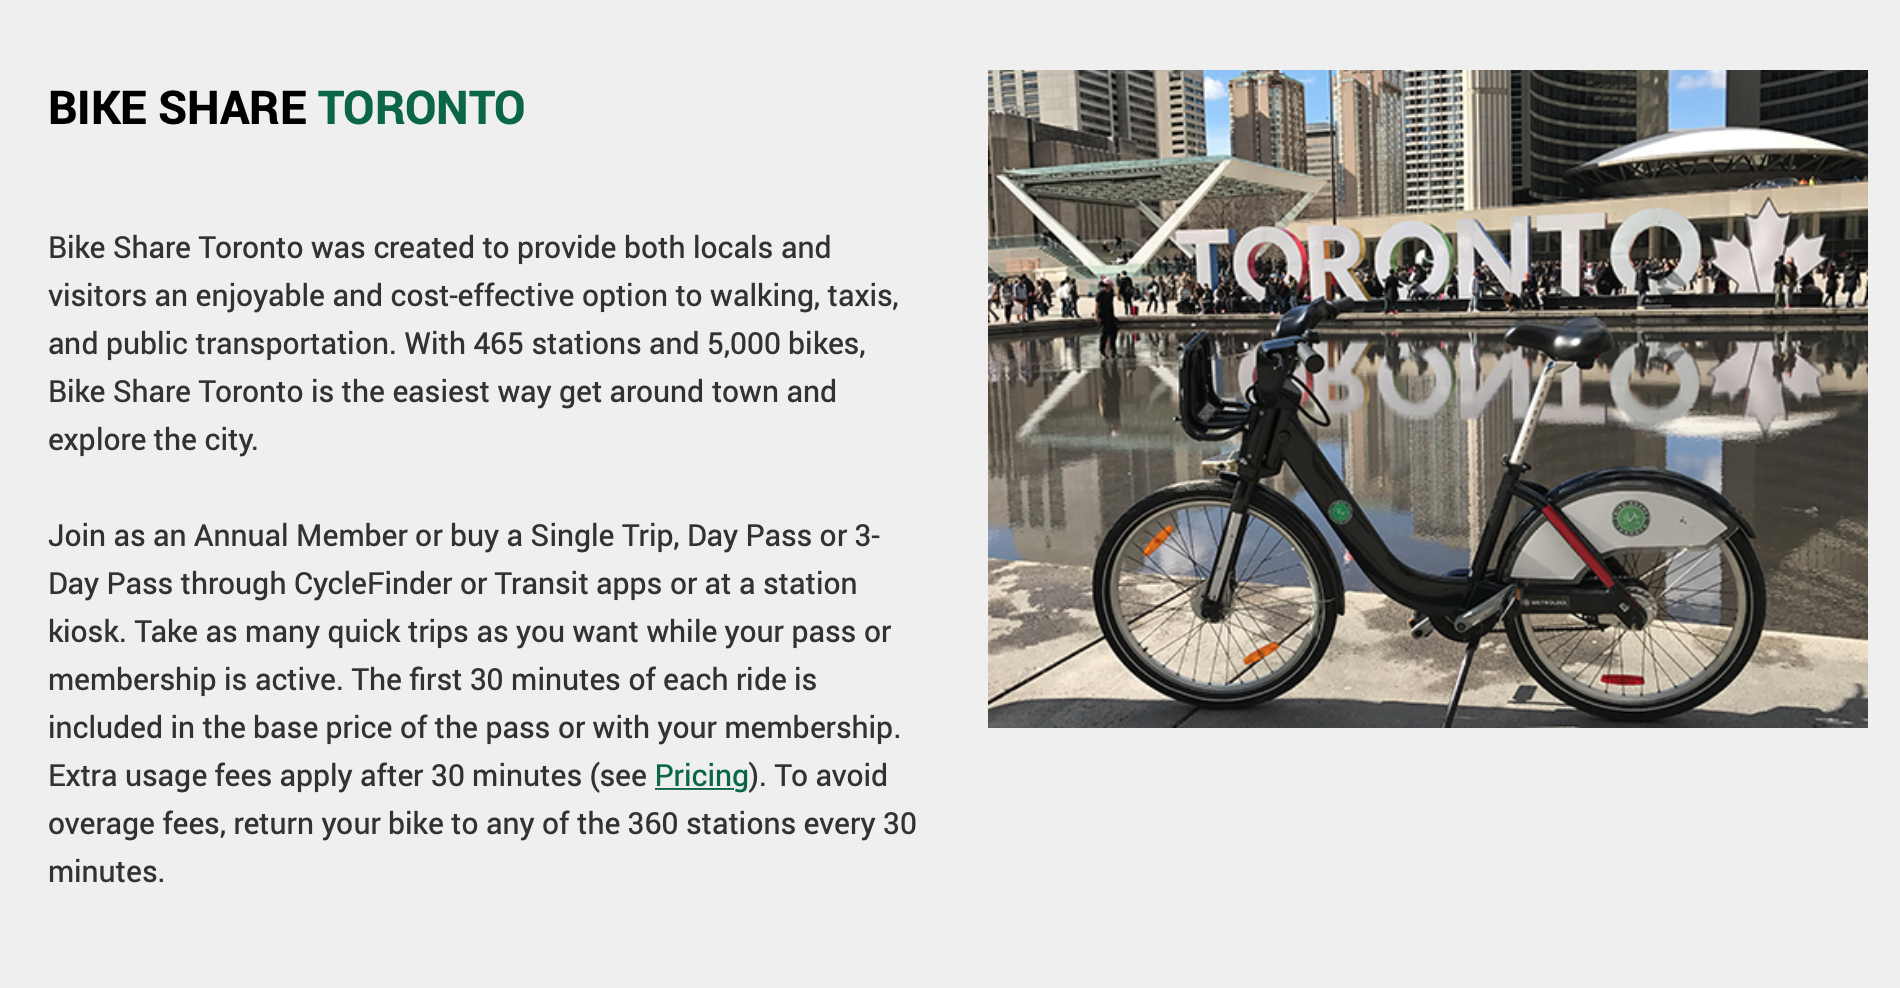 BIKE SHARE TORONTO
Bike Share Toronto was created to provide both locals and
visitors an enjoyable and cost-effective option to walking, taxis,
and public transportation. With 465 stations and 5,000 bikes,
Bike Share Toronto is the easiest way get around town and
explore the city.
Join as an Annual Member or buy a Single Trip, Day Pass or 3-
Day Pass through CycleFinder or Transit apps or at a station
kiosk. Take as many quick trips as you want while your pass or
membership is active. The first 30 minutes of each ride is
included in the base price of the pass or with your membership.
Extra usage fees apply after 30 minutes (see Pricing). To avoid
overage fees, return your bike to any of the 360 stations every 30
minutes.
TORONTO